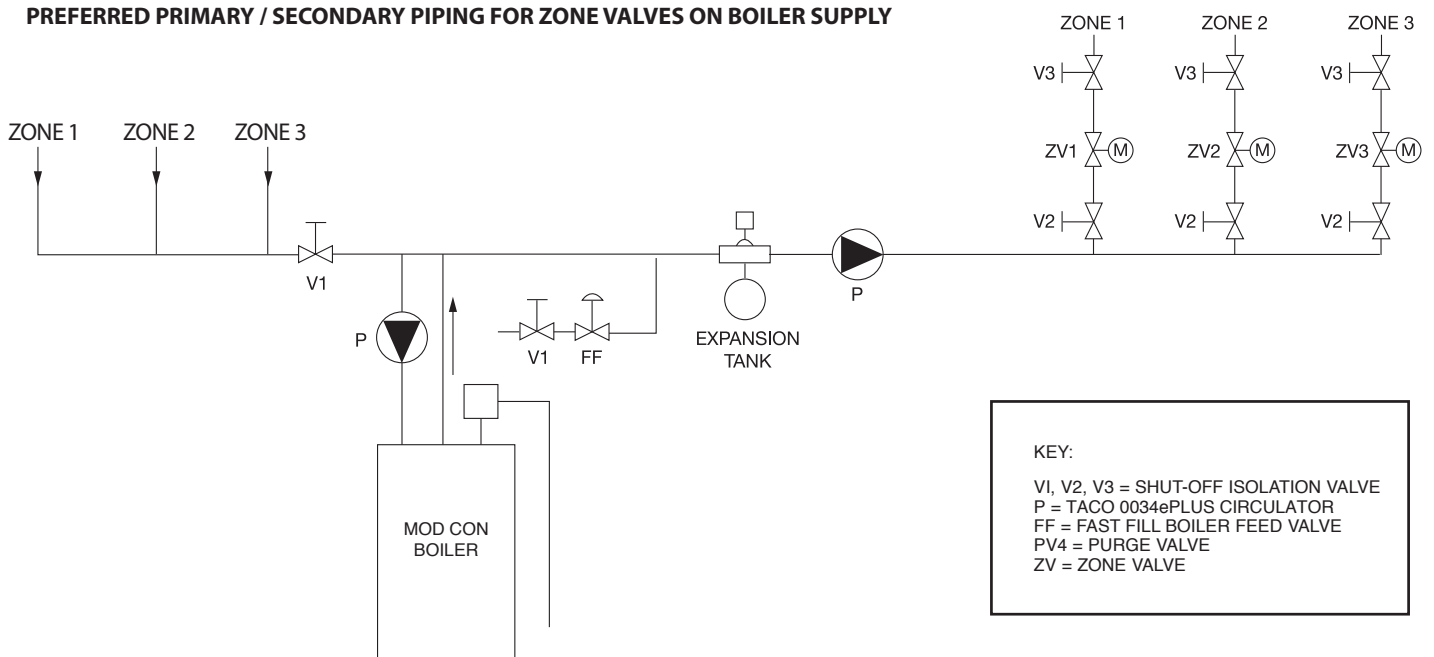 PREFERRED PRIMARY / SECONDARY PIPING FOR ZONE VALVES ON BOILER SUPPLY
ZONE 1 ZONE 2 ZONE 3
V3 V3 V3
ZONE 1 ZONE 2 ZONE 3
ZV1 M ZV2 M ZV3 M
V2 V2 V2
V1
P
P
V1 FF
EXPANSION
TANK
MOD CON
BOILER
KEY:
VI, V2, V3 = SHUT-OFF ISOLATION VALVE
P = TACO 0034ePLUS CIRCULATOR
FF = FAST FILL BOILER FEED VALVE
PV4 = PURGE VALVE
ZV = ZONE VALVE